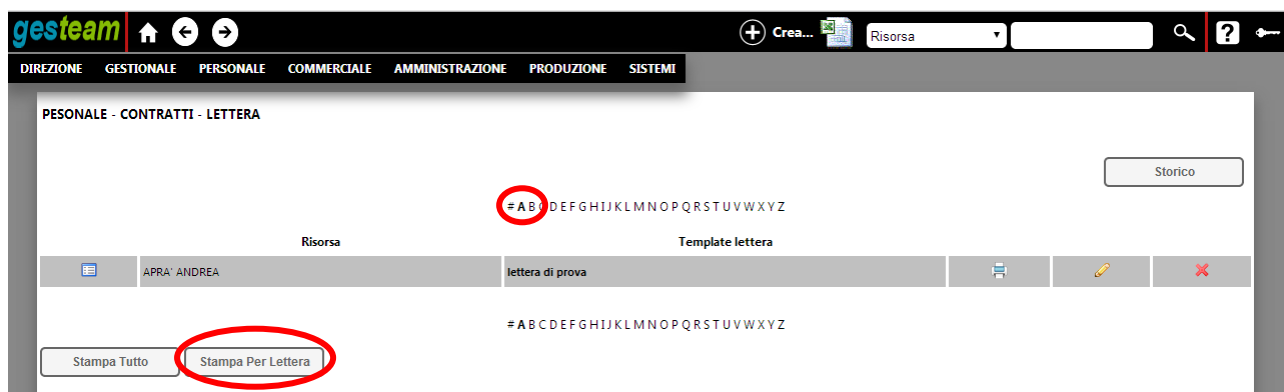 gesteam Crea... Risorsa ?
DIREZIONE GESTIONALE PERSONALE COMMERCIALE AMMINISTRAZIONE PRODUZIONE SISTEMI
PESONALE - CONTRATTI - LETTERA
Storico
# A B C D E F G H I J K L M N O P Q R S T U V W X Y Z
Risorsa Template lettera
APRA' ANDREA lettera di prova
# A B C D E F G H I J K L M N O P Q R S T U V W X Y Z
Stampa Tutto Stampa Per Lettera